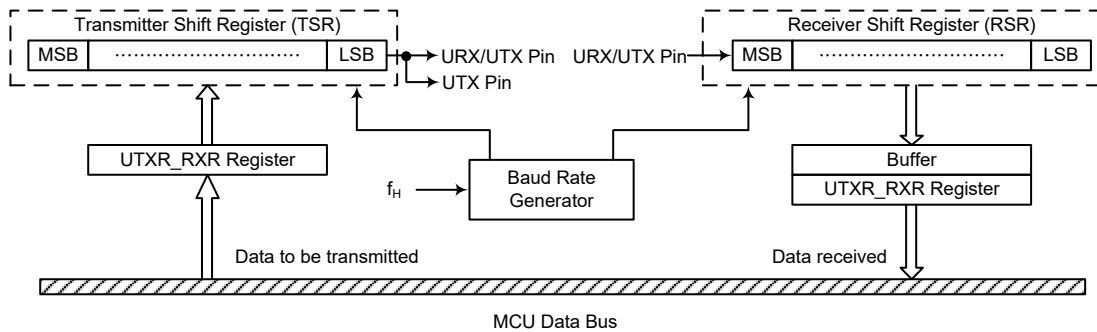 Transmitter Shift Register (TSR)
Receiver Shift Register (RSR)
MSB
LSB
URX/UTX Pin
UTX Pin
URX/UTX Pin
MSB
LSB
UTXR_RXR Register
Baud Rate
Generator
fH
Buffer
UTXR_RXR Register
Data to be transmitted
Data received
MCU Data Bus